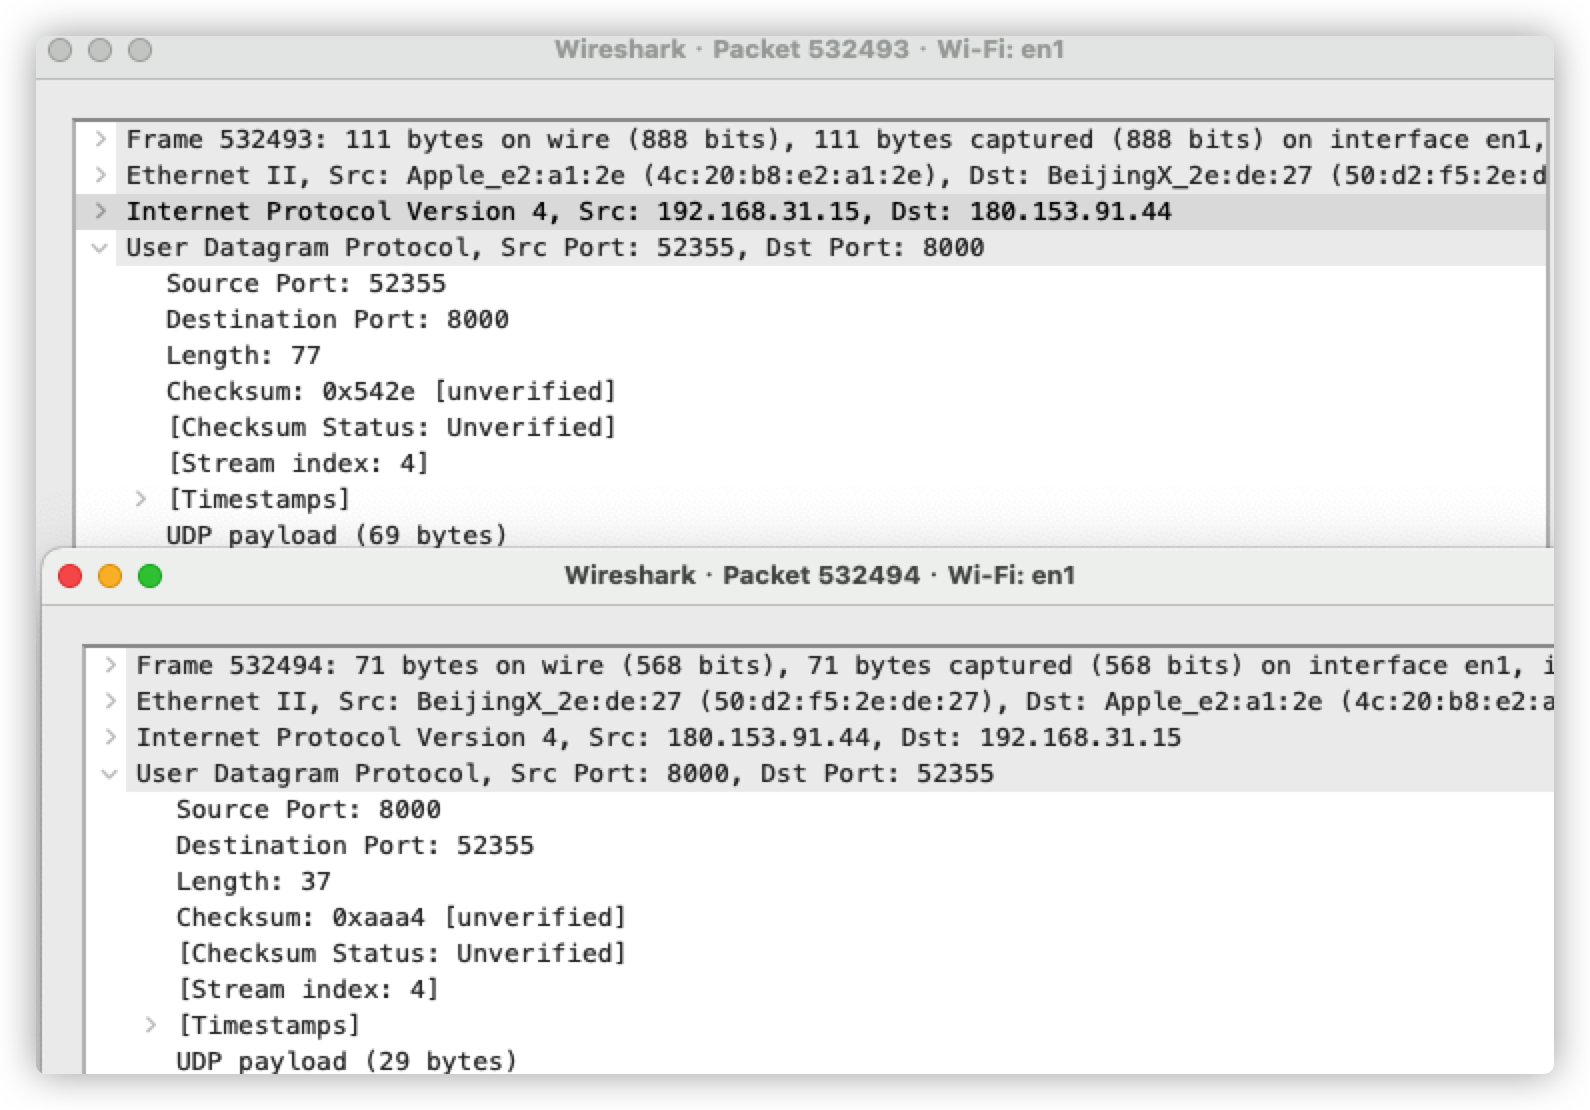 Wireshark · Packet 532493 · Wi-Fi: en1
Frame 532493: 111 bytes on wire (888 bits), 111 bytes captured (888 bits) on interface en1,
Ethernet II, Src: Apple_e2:a1:2e (4c:20:b8:e2:a1:2e), Dst: BeijingX_2e:de:27 (50:d2:f5:2e:d
Internet Protocol Version 4, Src: 192.168.31.15, Dst: 180.153.91.44
User Datagram Protocol, Src Port: 52355, Dst Port: 8000
Source Port: 52355
Destination Port: 8000
Length: 77
Checksum: 0x542e [unverified]
[Checksum Status: Unverified]
[Stream index: 4]
[Timestamps]
UDP payload (69 bytes)
Wireshark · Packet 532494 · Wi-Fi: en1
Frame 532494: 71 bytes on wire (568 bits), 71 bytes captured (568 bits) on interface en1, i
Ethernet II, Src: BeijingX_2e:de:27 (50:d2:f5:2e:de:27), Dst: Apple_e2:a1:2e (4c:20:b8:e2:a
Internet Protocol Version 4, Src: 180.153.91.44, Dst: 192.168.31.15
User Datagram Protocol, Src Port: 8000, Dst Port: 52355
Source Port: 8000
Destination Port: 52355
Length: 37
Checksum: 0xaaa4 [unverified]
[Checksum Status: Unverified]
[Stream index: 4]
[Timestamps]
UDP payload (29 bytes)